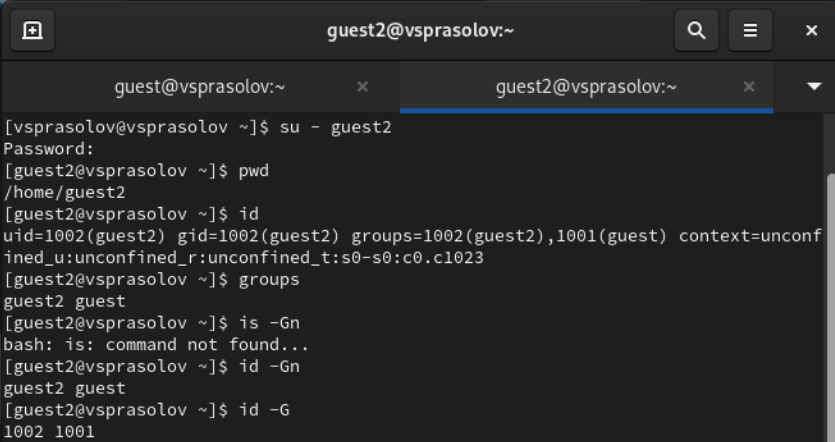 guest2@vsprasolov:~
guest@vsprasolov:~
guest2@vsprasolov:~
[vsprasolov@vsprasolov ~]$ su - guest2
Password:
[guest2@vsprasolov ~]$ pwd
/home/guest2
[guest2@vsprasolov ~]$ id
uid=1002(guest2) gid=1002(guest2) groups=1002(guest2),1001(guest) context=unconf
ined_u:unconfined_r:unconfined_t:s0-s0:c0.c1023
[guest2@vsprasolov ~]$ groups
guest2 guest
[guest2@vsprasolov ~]$ is -Gn
bash: is: command not found...
[guest2@vsprasolov ~]$ id -Gn
guest2 guest
[guest2@vsprasolov ~]$ id -G
1002 1001